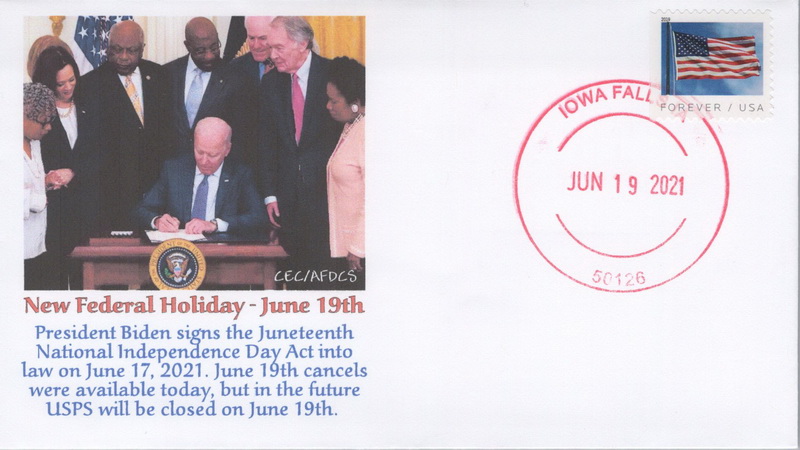 CEC/AFDCS
New Federal Holiday - June 19th
President Biden signs the Juneteenth
National Independence Day Act into
law on June 17, 2021. June 19th cancels
were available today, but in the future
USPS will be closed on June 19th.
2019
FOREVER / USA
IOWA FALLS
JUN 19 2021
50126